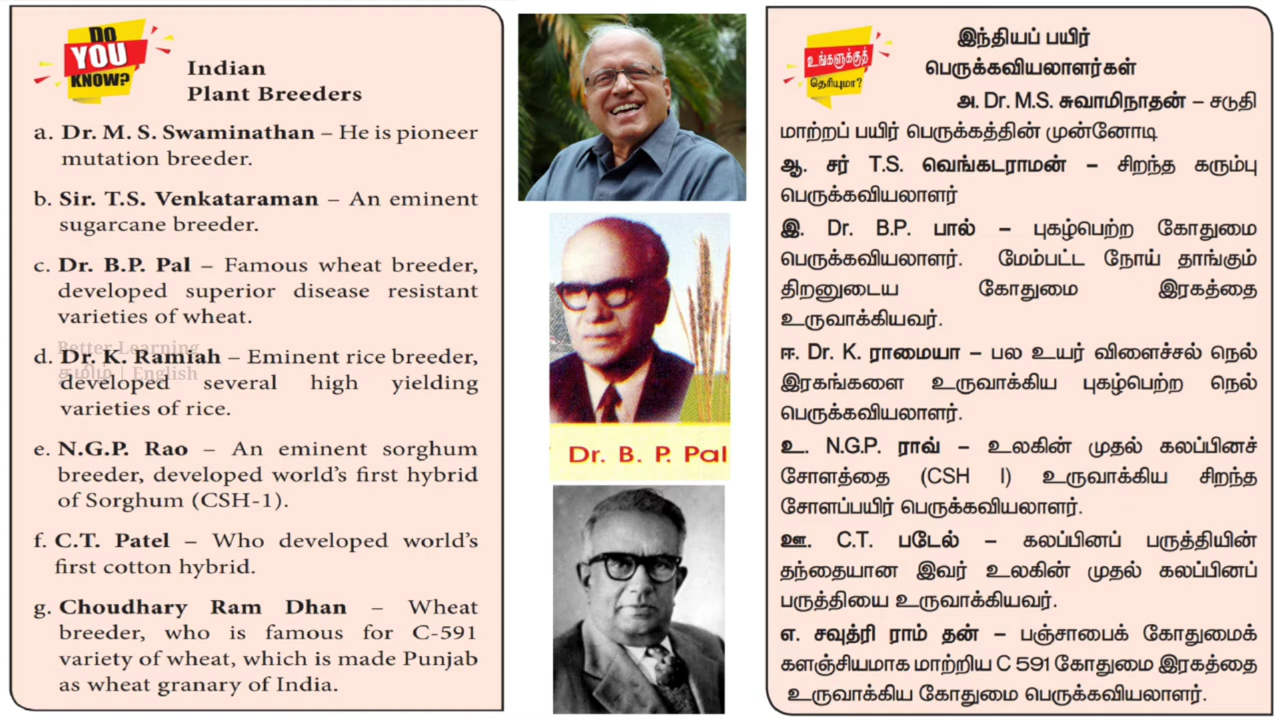 DO
YOU
KNOW?
Indian
Plant Breeders
a. Dr. M. S. Swaminathan – He is pioneer
mutation breeder.
b. Sir. T.S. Venkataraman – An eminent
sugarcane breeder.
c. Dr. B.P. Pal – Famous wheat breeder,
developed superior disease resistant
varieties of wheat.
Better Learning
d. Dr. K. Ramiah – Eminent rice breeder,
தமிழ் | English
developed several high yielding
varieties of rice.
e. N.G.P. Rao – An eminent sorghum
breeder, developed world's first hybrid
of Sorghum (CSH-1).
f. C.T. Patel – Who developed world's
first cotton hybrid.
g. Choudhary Ram Dhan – Wheat
breeder, who is famous for C-591
variety of wheat, which is made Punjab
as wheat granary of India.
Dr. B. P. Pal
உங்களுக்குத்
தெரியுமா?
இந்தியப் பயிர்
பெருக்கவியலாளர்கள்
அ. Dr. M.S. சுவாமிநாதன் – சடுதி
மாற்றப் பயிர் பெருக்கத்தின் முன்னோடி
ஆ. சர் T.S. வெங்கடராமன் – சிறந்த கரும்பு
பெருக்கவியலாளர்
இ. Dr. B.P. பால் – புகழ்பெற்ற கோதுமை
பெருக்கவியலாளர். மேம்பட்ட நோய் தாங்கும்
திறனுடைய கோதுமை இரகத்தை
உருவாக்கியவர்.
ஈ. Dr. K. ராமையா – பல உயர் விளைச்சல் நெல்
இரகங்களை உருவாக்கிய புகழ்பெற்ற நெல்
பெருக்கவியலாளர்.
உ. N.G.P. ராவ் – உலகின் முதல் கலப்பினச்
சோளத்தை (CSH I) உருவாக்கிய சிறந்த
சோளப்பயிர் பெருக்கவியலாளர்.
ஊ. C.T. படேல் – கலப்பினப் பருத்தியின்
தந்தையான இவர் உலகின் முதல் கலப்பினப்
பருத்தியை உருவாக்கியவர்.
எ. சவுத்ரி ராம் தன் – பஞ்சாபைக் கோதுமைக்
களஞ்சியமாக மாற்றிய C 591 கோதுமை இரகத்தை
உருவாக்கிய கோதுமை பெருக்கவியலாளர்.